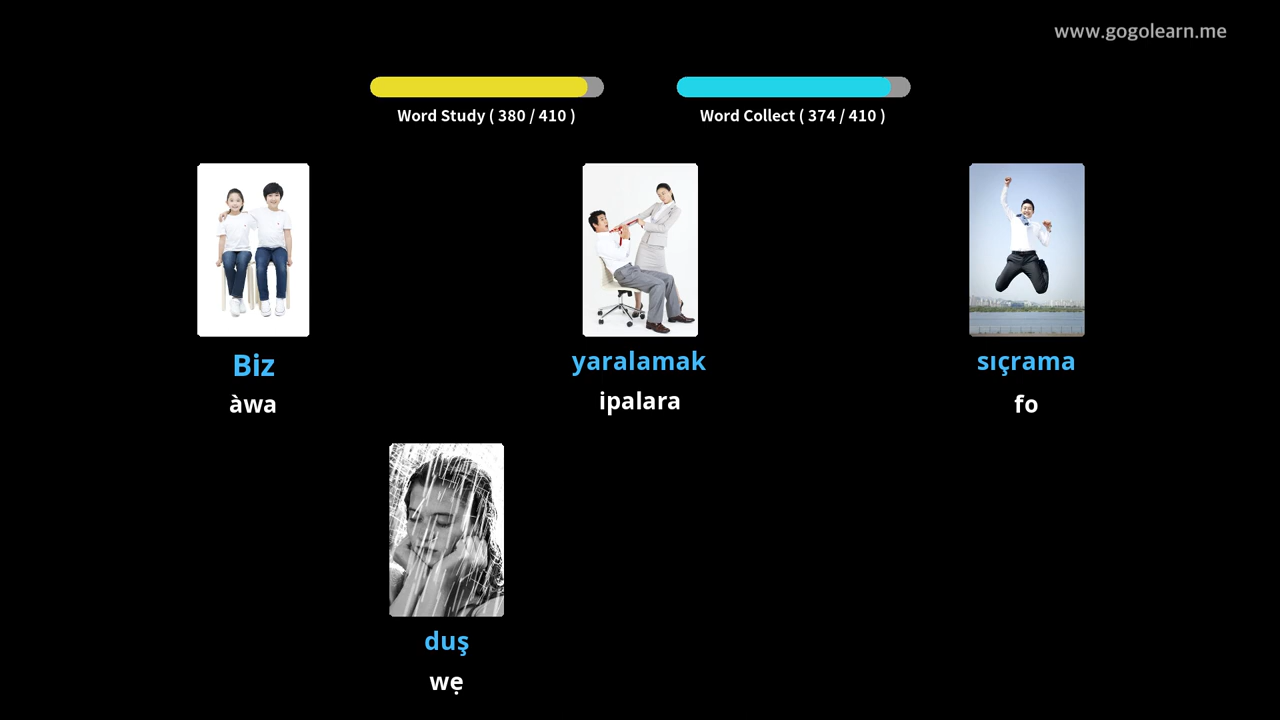 www.gogolearn.me
Word Study ( 380 / 410 )
Word Collect ( 374 / 410 )
Biz
àwa
yaralamak
ipalara
sıçrama
fo
duş
wẹ